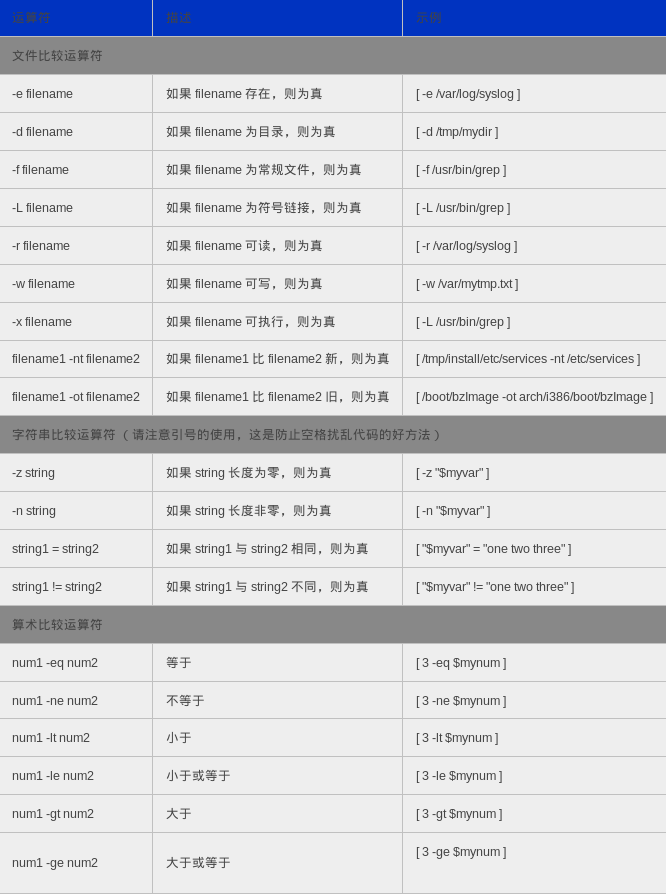 运算符 描述 示例
文件比较运算符
-e filename 如果 filename 存在，则为真 [ -e /var/log/syslog ]
-d filename 如果 filename 为目录，则为真 [ -d /tmp/mydir ]
-f filename 如果 filename 为常规文件，则为真 [ -f /usr/bin/grep ]
-L filename 如果 filename 为符号链接，则为真 [ -L /usr/bin/grep ]
-r filename 如果 filename 可读，则为真 [ -r /var/log/syslog ]
-w filename 如果 filename 可写，则为真 [ -w /var/mytmp.txt ]
-x filename 如果 filename 可执行，则为真 [ -L /usr/bin/grep ]
filename1 -nt filename2 如果 filename1 比 filename2 新，则为真 [ /tmp/install/etc/services -nt /etc/services ]
filename1 -ot filename2 如果 filename1 比 filename2 旧，则为真 [ /boot/bzImage -ot arch/i386/boot/bzImage ]
字符串比较运算符 （请注意引号的使用，这是防止空格扰乱代码的好方法）
-z string 如果 string 长度为零，则为真 [ -z "$myvar" ]
-n string 如果 string 长度非零，则为真 [ -n "$myvar" ]
string1 = string2 如果 string1 与 string2 相同，则为真 [ "$myvar" = "one two three" ]
string1 != string2 如果 string1 与 string2 不同，则为真 [ "$myvar" != "one two three" ]
算术比较运算符
num1 -eq num2 等于 [ 3 -eq $mynum ]
num1 -ne num2 不等于 [ 3 -ne $mynum ]
num1 -lt num2 小于 [ 3 -lt $mynum ]
num1 -le num2 小于或等于 [ 3 -le $mynum ]
num1 -gt num2 大于 [ 3 -gt $mynum ]
num1 -ge num2 大于或等于 [ 3 -ge $mynum ]